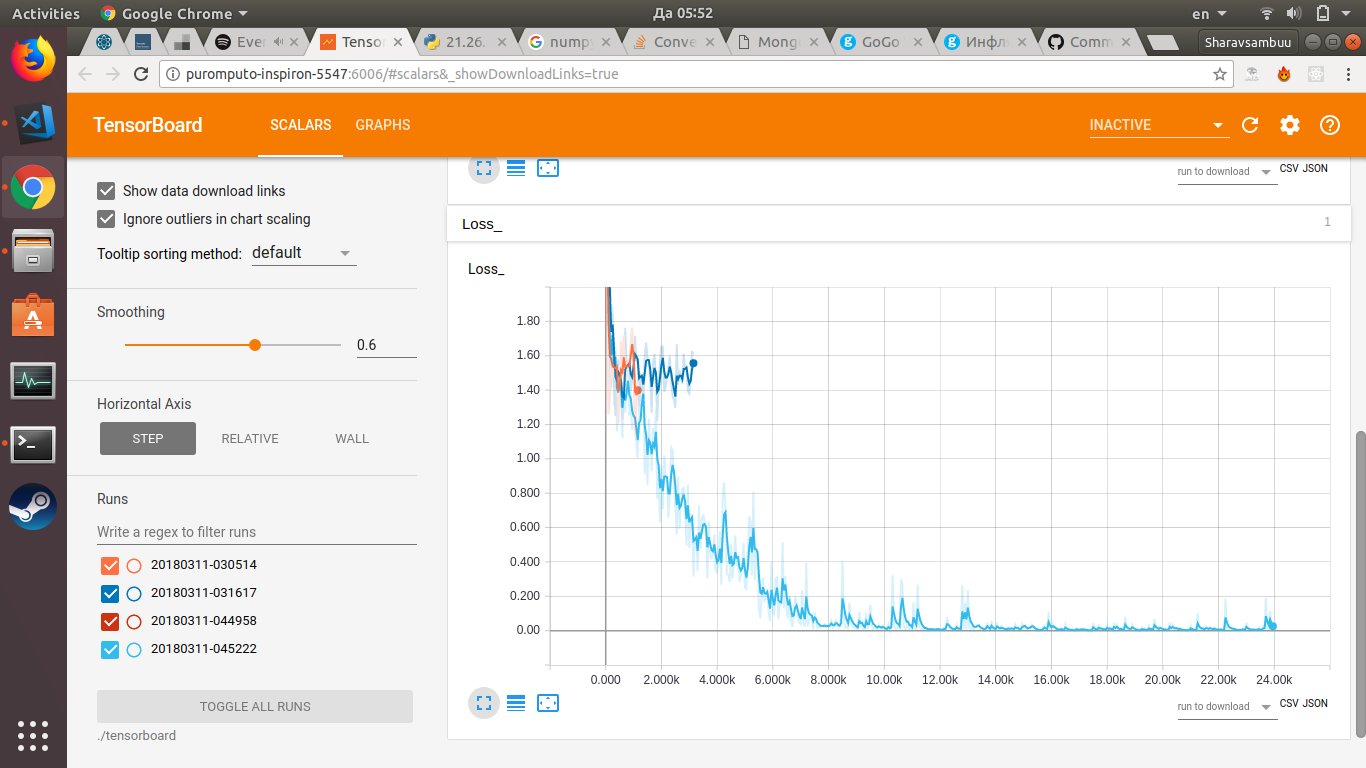 Activities Google Chrome Да 05:52 en
Ever Tensor 21.26. numpy Conve Mongo GoGo Инфл Comm Sharavsambuu
puromputo-inspiron-5547:6006/#scalars&_showDownloadLinks=true
TensorBoard SCALARS GRAPHS INACTIVE
run to download CSV JSON
Show data download links
Ignore outliers in chart scaling
Tooltip sorting method: default
Smoothing
0.6
Horizontal Axis
STEP RELATIVE WALL
Runs
Write a regex to filter runs
20180311-030514
20180311-031617
20180311-044958
20180311-045222
TOGGLE ALL RUNS
./tensorboard
Loss_ 1
Loss_
1.80
1.60
1.40
1.20
1.00
0.800
0.600
0.400
0.200
0.00
0.000 2.000k 4.000k 6.000k 8.000k 10.00k 12.00k 14.00k 16.00k 18.00k 20.00k 22.00k 24.00k
run to download CSV JSON